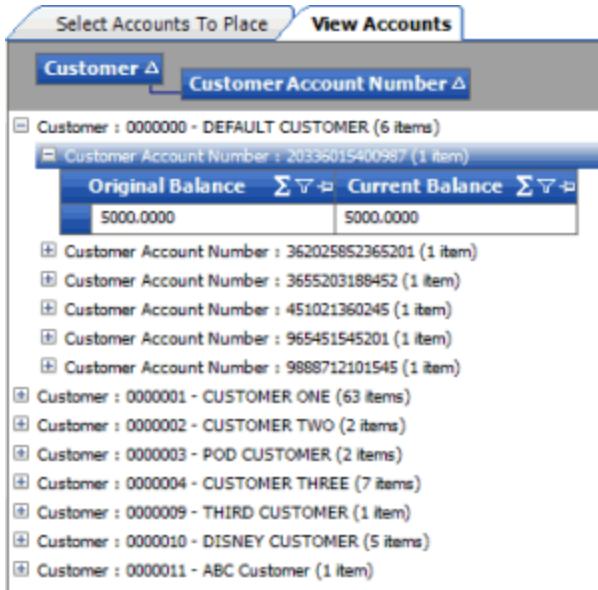 Select Accounts To Place View Accounts
Customer
Customer Account Number
Customer : 0000000 - DEFAULT CUSTOMER (6 items)
Customer Account Number : 20336015400987 (1 item)
Original Balance Current Balance
5000.0000 5000.0000
Customer Account Number : 362025852365201 (1 item)
Customer Account Number : 3655203188452 (1 item)
Customer Account Number : 451021360245 (1 item)
Customer Account Number : 965451545201 (1 item)
Customer Account Number : 9888712101545 (1 item)
Customer : 0000001 - CUSTOMER ONE (63 items)
Customer : 0000002 - CUSTOMER TWO (2 items)
Customer : 0000003 - POD CUSTOMER (2 items)
Customer : 0000004 - CUSTOMER THREE (7 items)
Customer : 0000009 - THIRD CUSTOMER (1 item)
Customer : 0000010 - DISNEY CUSTOMER (5 items)
Customer : 0000011 - ABC Customer (1 item)